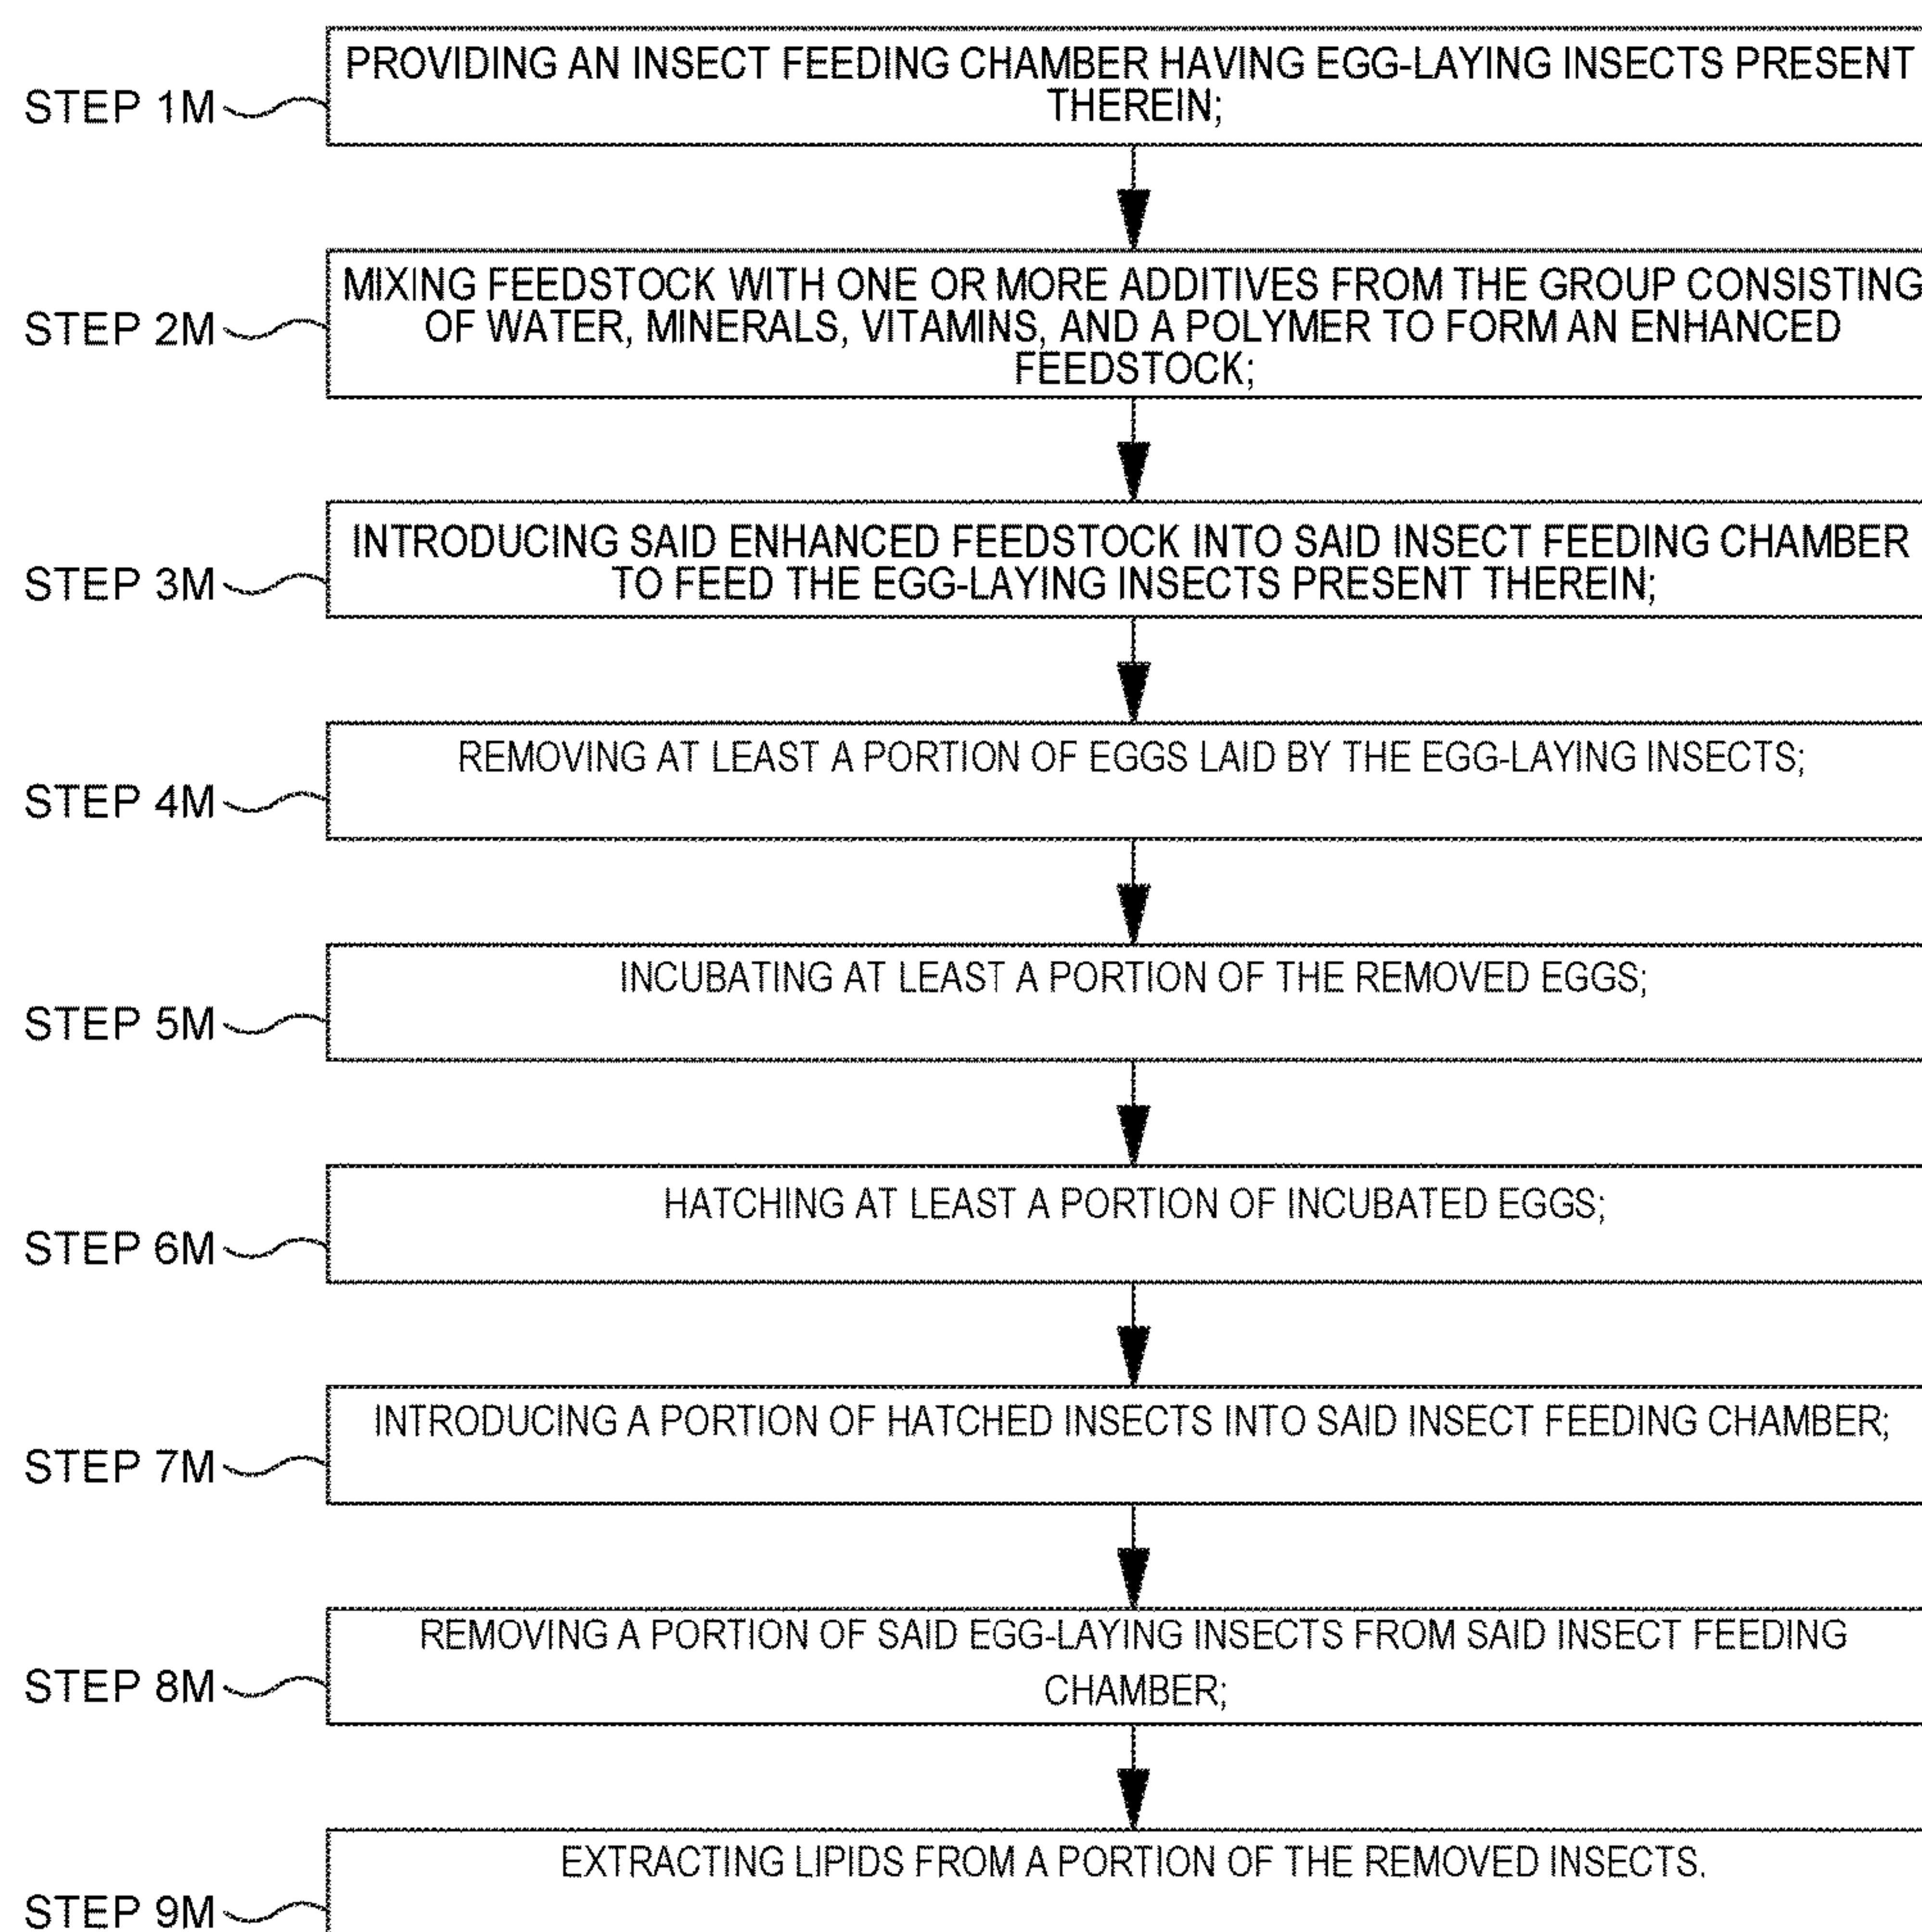 PROVIDING AN INSECT FEEDING CHAMBER HAVING EGG-LAYING INSECTS PRESENT
THEREIN;
STEP 1M
MIXING FEEDSTOCK WITH ONE OR MORE ADDITIVES FROM THE GROUP CONSISTING
OF WATER, MINERALS, VITAMINS, AND A POLYMER TO FORM AN ENHANCED
FEEDSTOCK;
STEP 2M
INTRODUCING SAID ENHANCED FEEDSTOCK INTO SAID INSECT FEEDING CHAMBER
TO FEED THE EGG-LAYING INSECTS PRESENT THEREIN;
STEP 3M
REMOVING AT LEAST A PORTION OF EGGS LAID BY THE EGG-LAYING INSECTS;
STEP 4M
INCUBATING AT LEAST A PORTION OF THE REMOVED EGGS;
STEP 5M
HATCHING AT LEAST A PORTION OF INCUBATED EGGS;
STEP 6M
INTRODUCING A PORTION OF HATCHED INSECTS INTO SAID INSECT FEEDING CHAMBER;
STEP 7M
REMOVING A PORTION OF SAID EGG-LAYING INSECTS FROM SAID INSECT FEEDING
CHAMBER;
STEP 8M
EXTRACTING LIPIDS FROM A PORTION OF THE REMOVED INSECTS.
STEP 9M